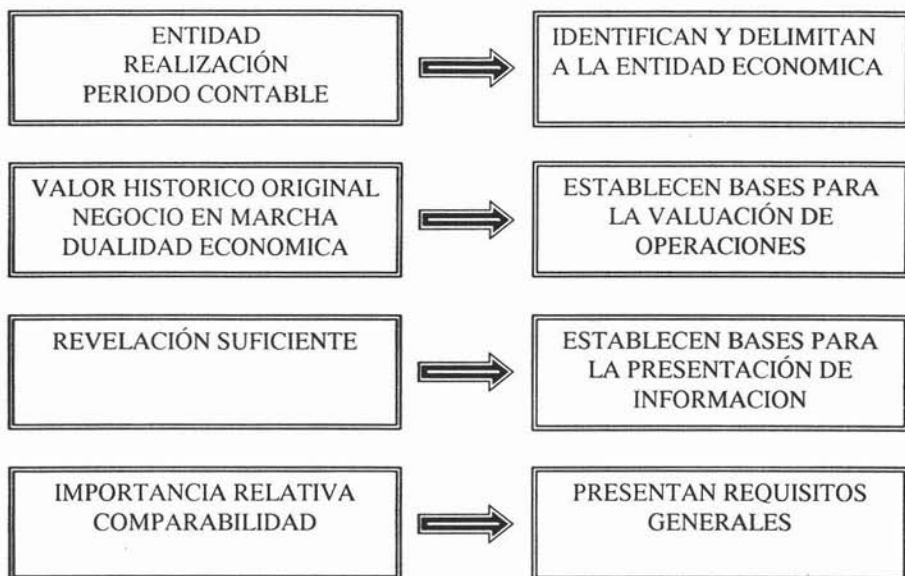 ENTIDAD
REALIZACIÓN
PERIODO CONTABLE
IDENTIFICAN Y DELIMITAN
A LA ENTIDAD ECONOMICA
VALOR HISTORICO ORIGINAL
NEGOCIO EN MARCHA
DUALIDAD ECONOMICA
ESTABLECEN BASES PARA
LA VALUACIÓN DE
OPERACIONES
REVELACIÓN SUFICIENTE
ESTABLECEN BASES PARA
LA PRESENTACIÓN DE
INFORMACION
IMPORTANCIA RELATIVA
COMPARABILIDAD
PRESENTAN REQUISITOS
GENERALES